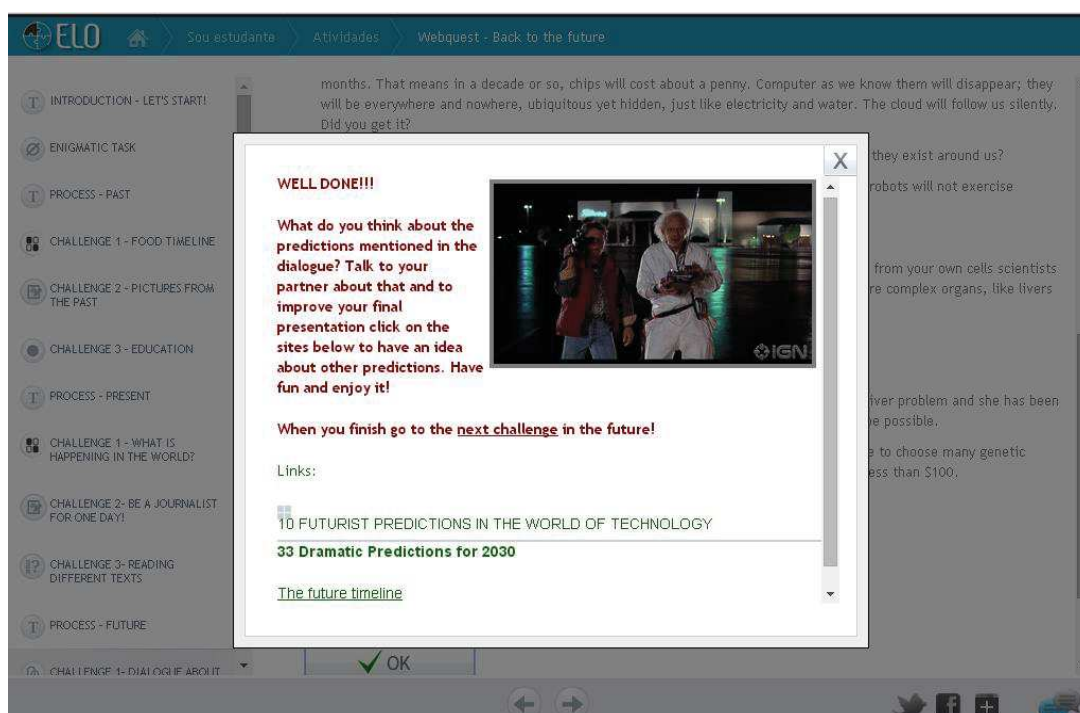 ELO
Sou estudante
Atividades
Webquest - Back to the future
INTRODUCTION - LET'S START!
ENIGMATIC TASK
PROCESS - PAST
CHALLENGE 1 - FOOD TIMELINE
CHALLENGE 2 - PICTURES FROM
THE PAST
CHALLENGE 3 - EDUCATION
PROCESS - PRESENT
CHALLENGE 1 - WHAT IS
HAPPENING IN THE WORLD?
CHALLENGE 2- BE A JOURNALIST
FOR ONE DAY!
CHALLENGE 3- READING
DIFFERENT TEXTS
PROCESS - FUTURE
CHALLENGE 1- DIALOGUE ABOUT
months. That means in a decade or so, chips will cost about a penny. Computer as we know them will disappear; they
will be everywhere and nowhere, ubiquitous yet hidden, just like electricity and water. The cloud will follow us silently.
Did you get it?
they exist around us?
robots will not exercise
from your own cells scientists
re complex organs, like livers
iver problem and she has been
be possible.
e to choose many genetic
ess than $100.
X
WELL DONE!!!
What do you think about the
predictions mentioned in the
dialogue? Talk to your
partner about that and to
improve your final
presentation click on the
sites below to have an idea
about other predictions. Have
fun and enjoy it!
IGN
When you finish go to the next challenge in the future!
Links:
10 FUTURIST PREDICTIONS IN THE WORLD OF TECHNOLOGY
33 Dramatic Predictions for 2030
The future timeline
OK